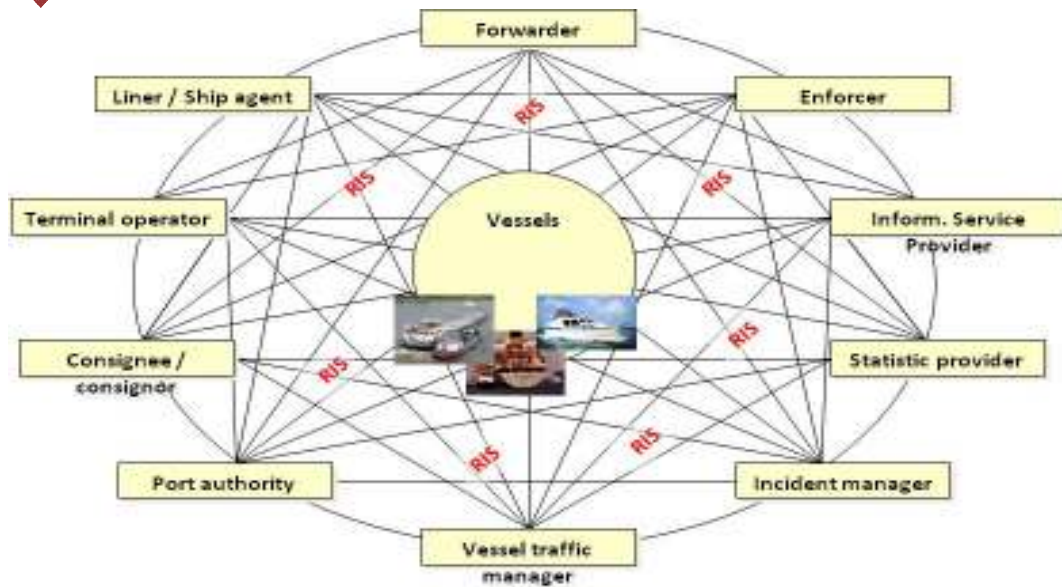 Forwarder
Liner / Ship agent
Enforcer
RIS
RIS
RIS
Terminal operator
Vessels
Inform. Service
Provider
RIS
Consignee /
consignor
RIS
Statistic provider
RIS
RIS
Port authority
Incident manager
Vessel traffic
manager